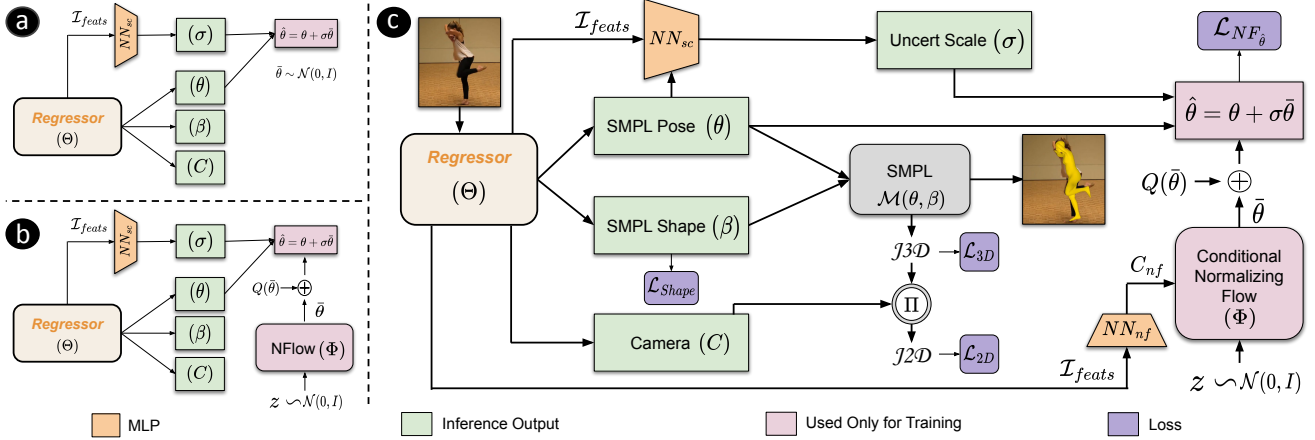 a
I_feats
NN_sc
(σ)
θ̂ = θ + σθ̄
θ̄ ∼ N(0, I)
(θ)
Regressor
(Θ)
(β)
(C)
b
I_feats
NN_sc
(σ)
θ̂ = θ + σθ̄
(θ)
Q(θ̄)
θ̄
Regressor
(Θ)
(β)
NFlow (Φ)
(C)
z ∽ N(0, I)
c
I_feats
NN_sc
Uncert Scale (σ)
L_NF_θ̂
SMPL Pose (θ)
θ̂ = θ + σθ̄
Regressor
(Θ)
SMPL
M(θ, β)
Q(θ̄)
θ̄
SMPL Shape (β)
J3D
L_3D
L_Shape
Conditional
Normalizing
Flow
(Φ)
C_nf
Π
NN_nf
Camera (C)
J2D
L_2D
I_feats
z ∽ N(0, I)
MLP
Inference Output
Used Only for Training
Loss